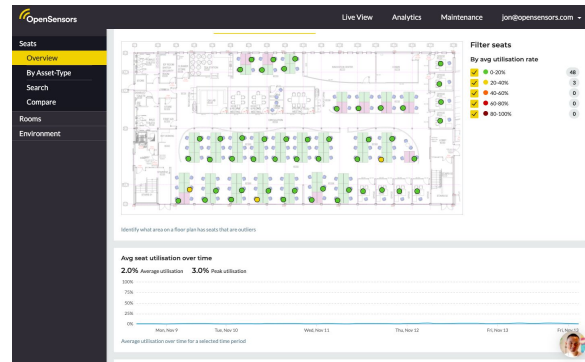 OpenSensors
Live View
Analytics
Maintenance
jon@opensensors.com
Seats
Overview
By Asset-Type
Search
Compare
Rooms
Environment
Filter seats
By avg utilisation rate
0-20% 48
20-40% 3
40-60% 0
60-80% 0
80-100% 0
Identify what area on a floor plan has seats that are outliers
Avg seat utilisation over time
2.0% Average utilisation 3.0% Peak utilisation
100%
75%
50%
25%
0%
Mon, Nov 9 Tue, Nov 10 Wed, Nov 11 Thu, Nov 12 Fri, Nov 13
Average utilisation over time for a selected time period